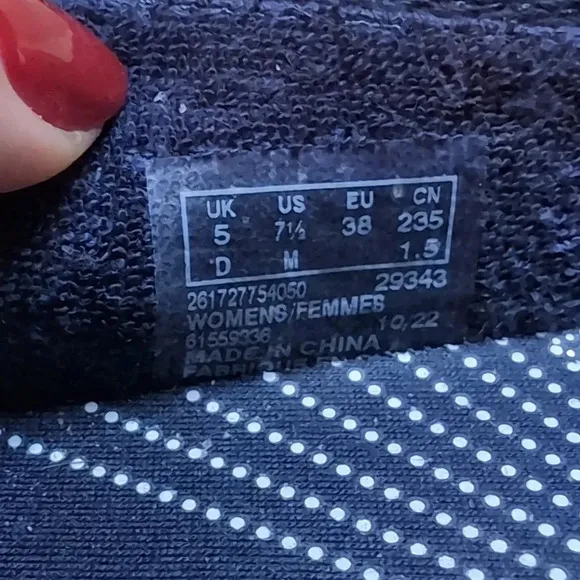 UK US EU CN
5 7½ 38 235
D M 1.5
261727754050 29343
WOMENS/FEMMES
61559936 10/22
MADE IN CHINA